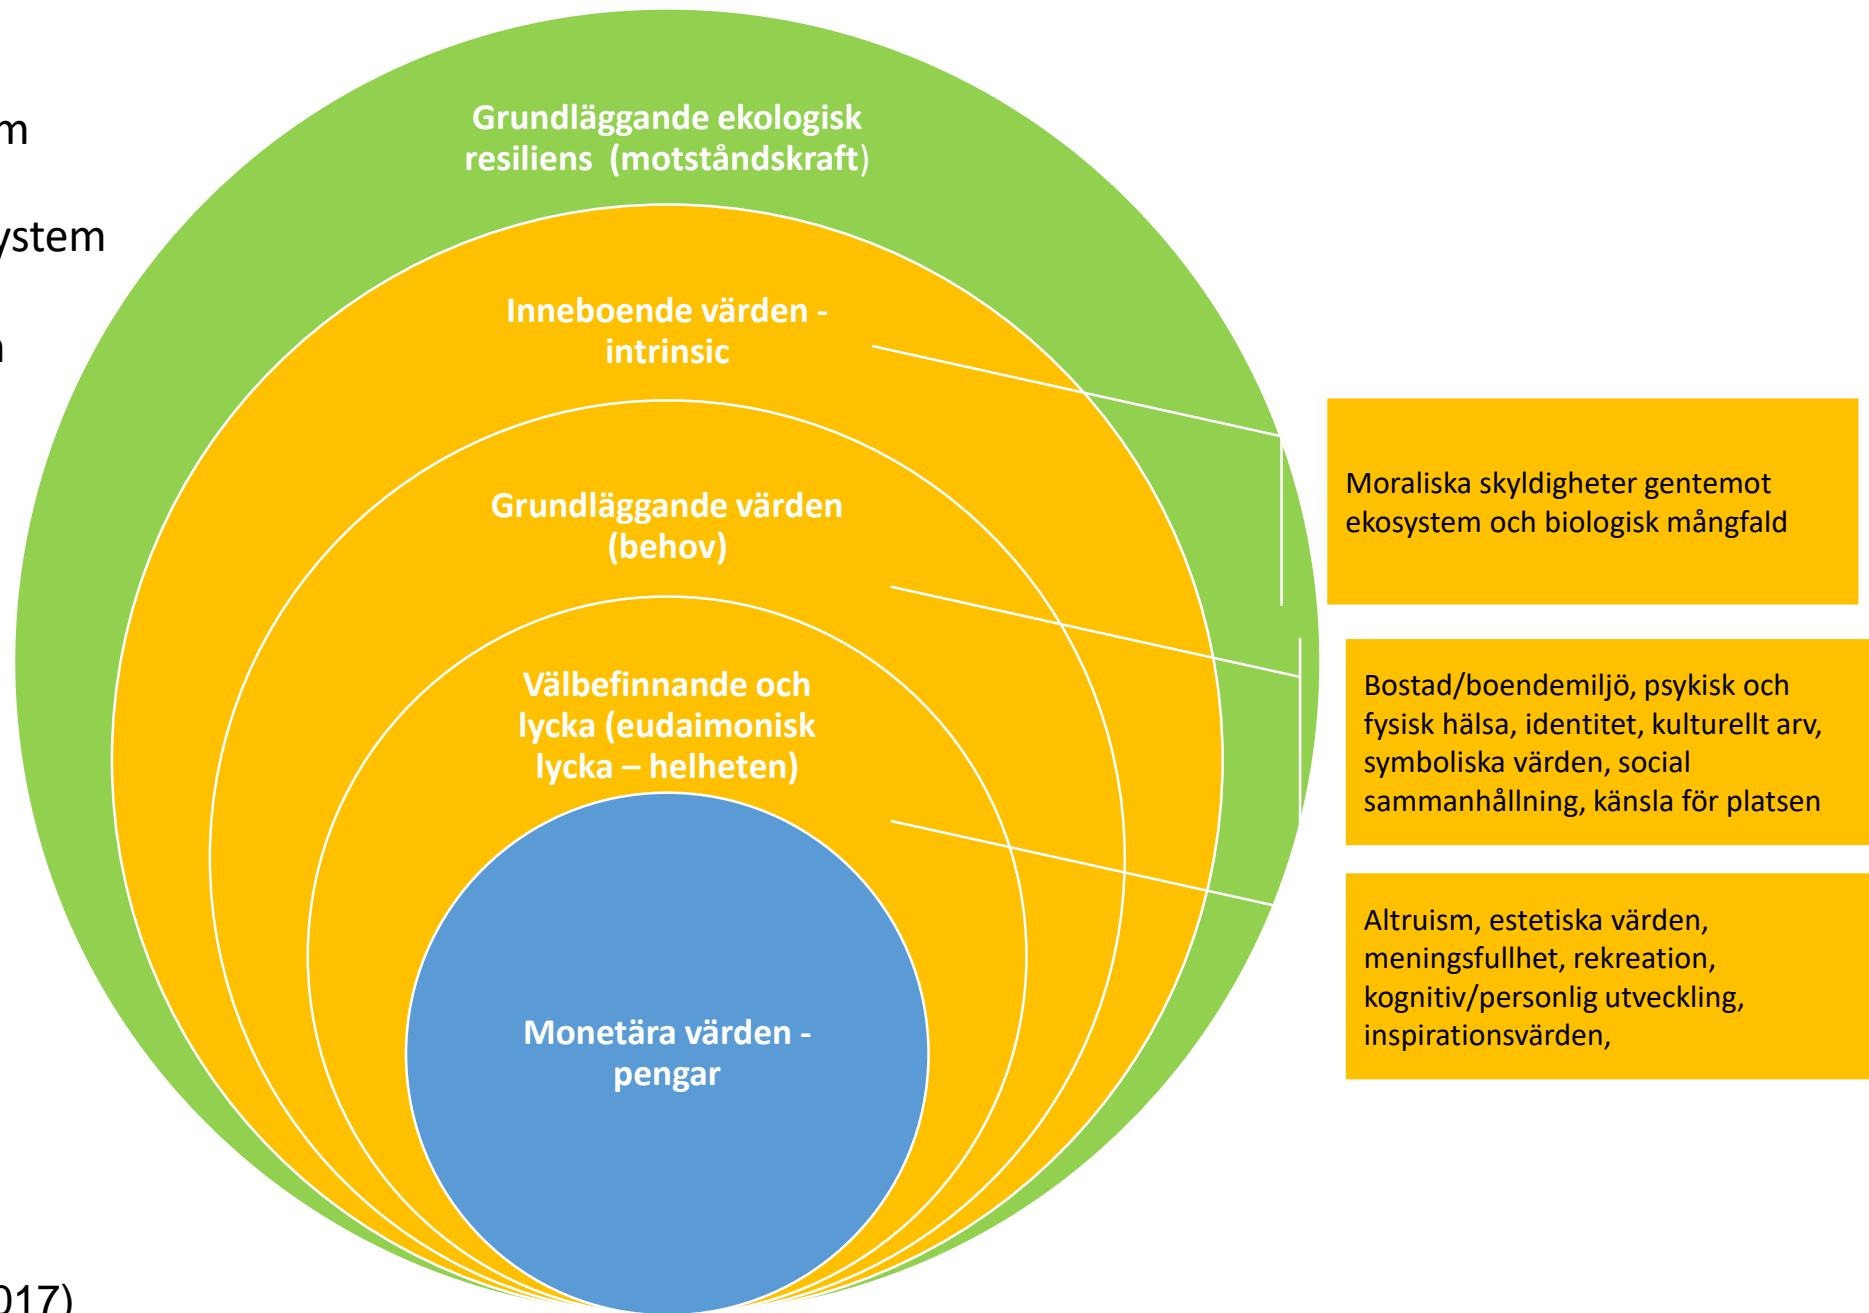 m
ystem
Grundläggande ekologisk
resiliens (motståndskraft)
Inneboende värden -
intrinsic
Grundläggande värden
(behov)
Välbefinnande och
lycka (eudaimonisk
lycka – helheten)
Monetära värden -
pengar
Moraliska skyldigheter gentemot
ekosystem och biologisk mångfald
Bostad/boendemiljö, psykisk och
fysisk hälsa, identitet, kulturellt arv,
symboliska värden, social
sammanhållning, känsla för platsen
Altruism, estetiska värden,
meningsfullhet, rekreation,
kognitiv/personlig utveckling,
inspirationsvärden,
017)